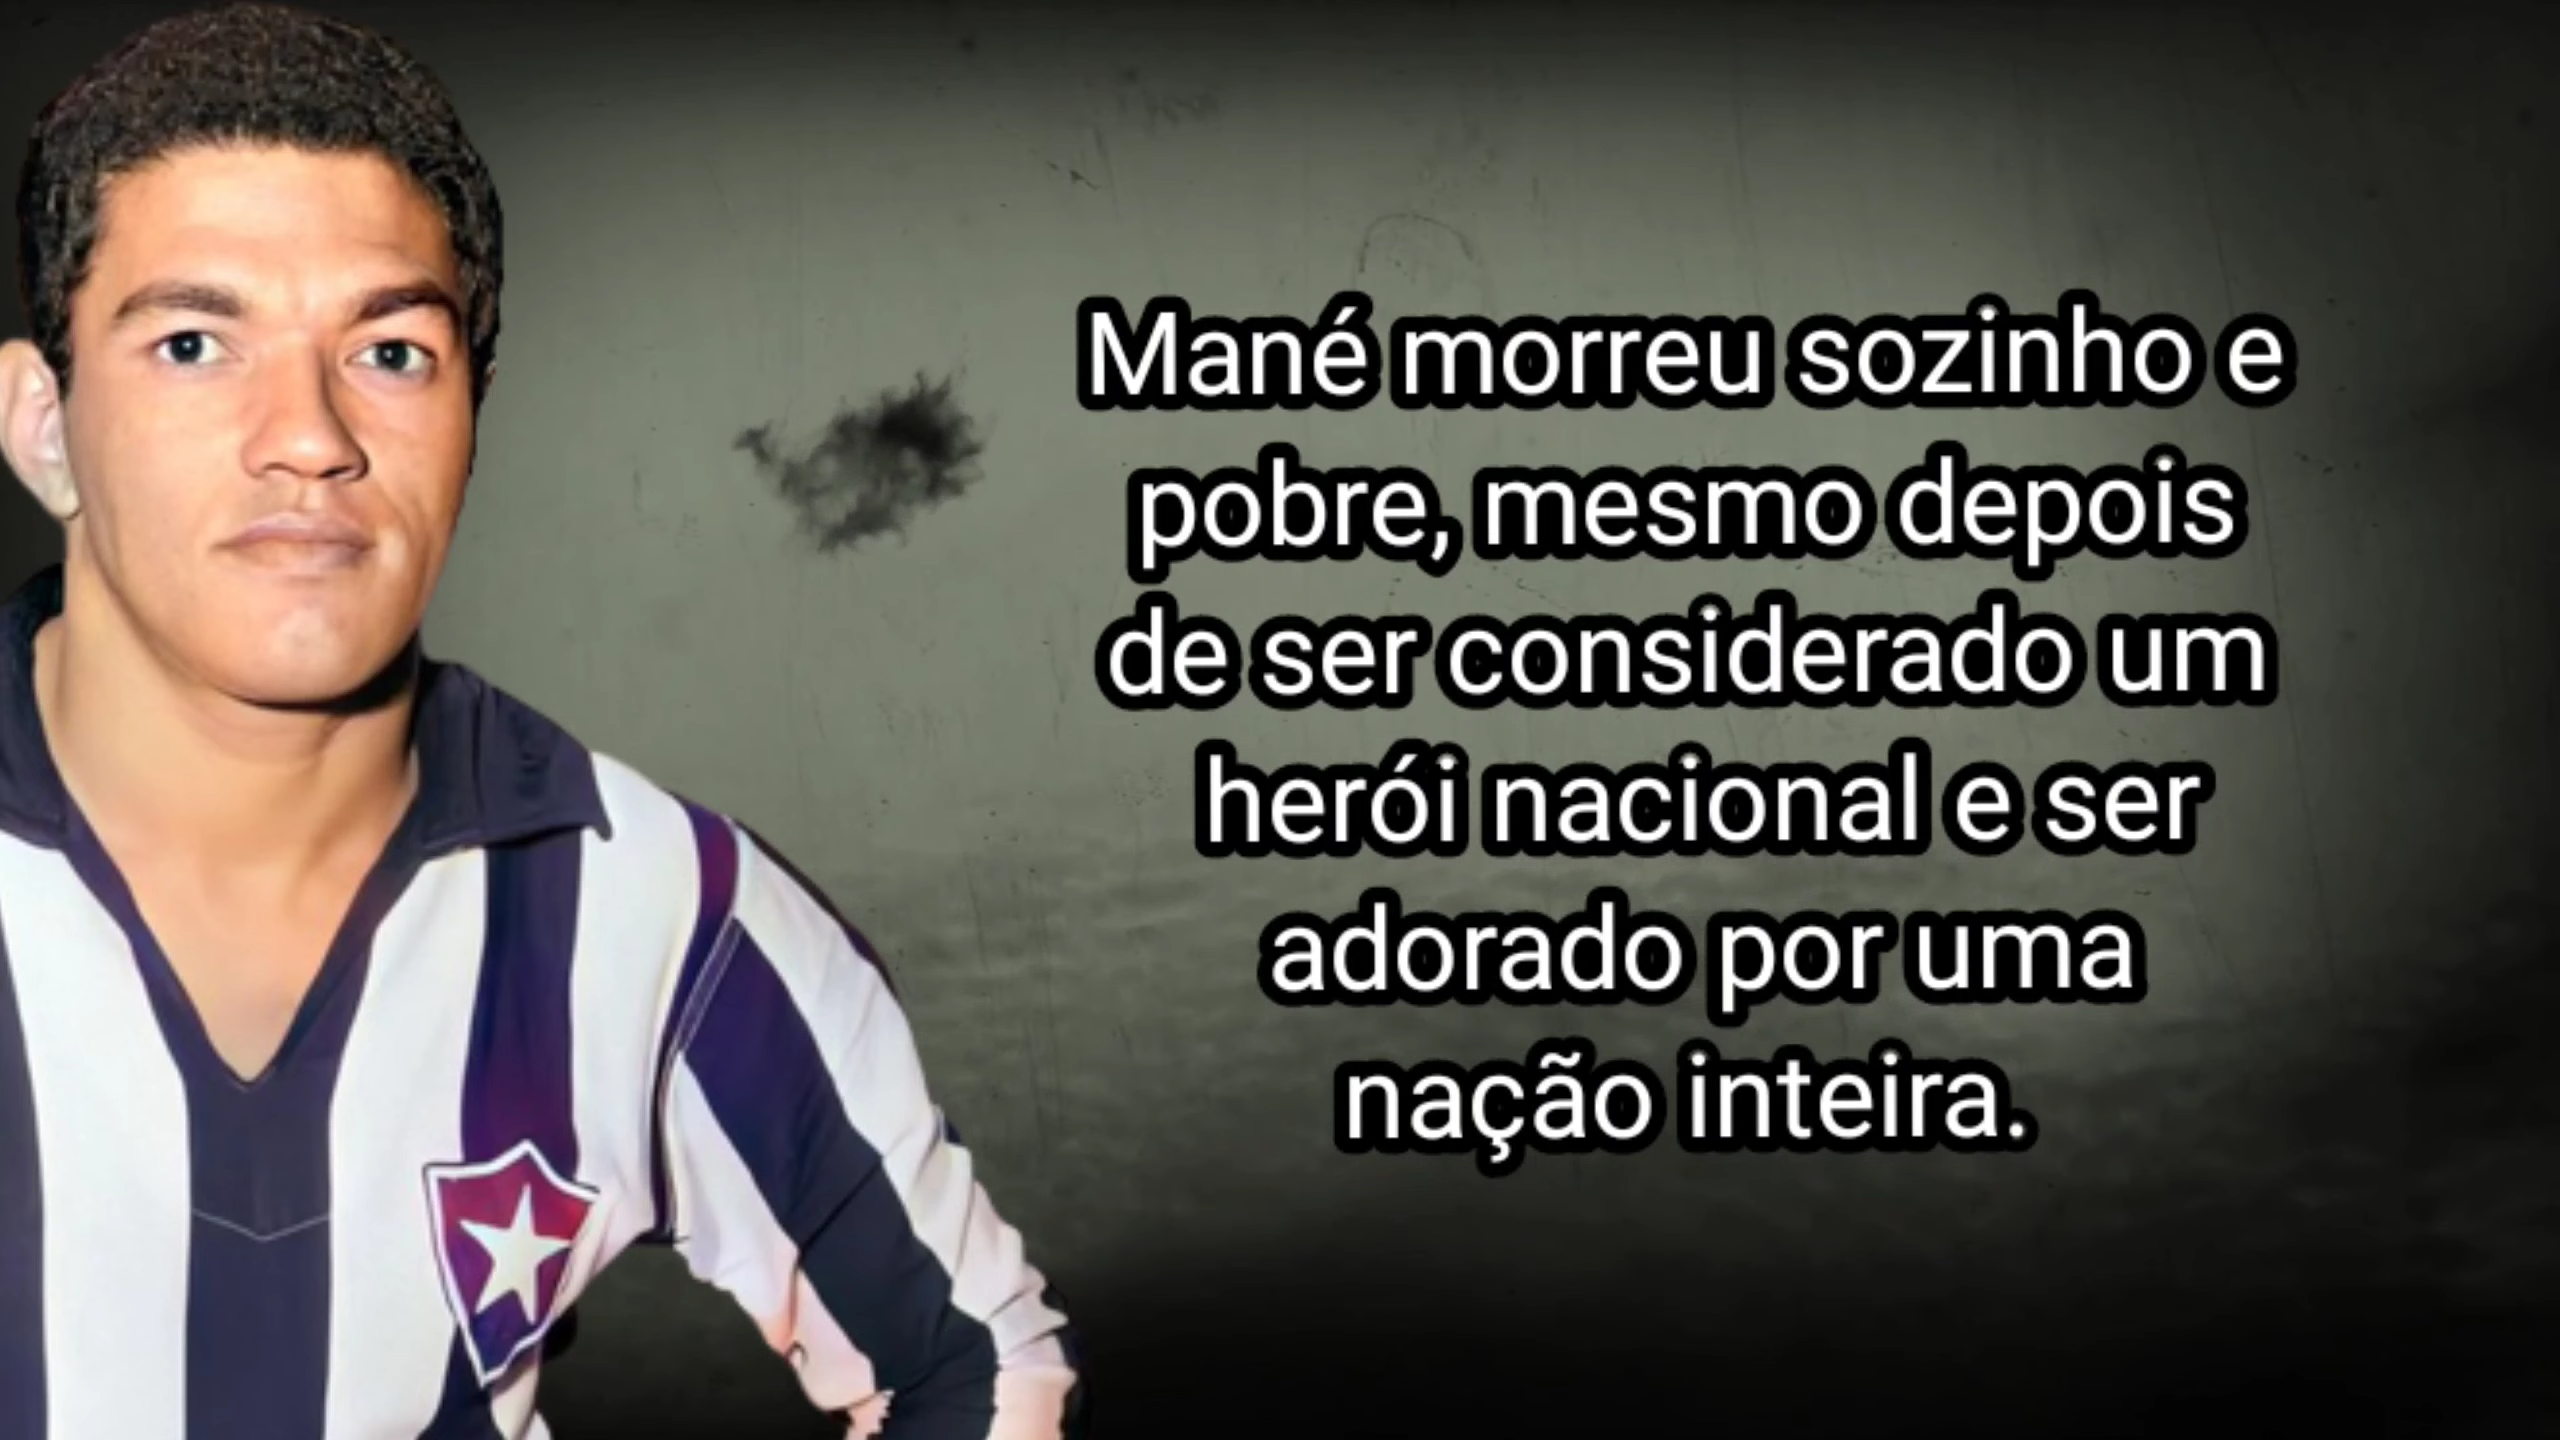 Mané morreu sozinho e
pobre, mesmo depois
de ser considerado um
herói nacional e ser
adorado por uma
nação inteira.